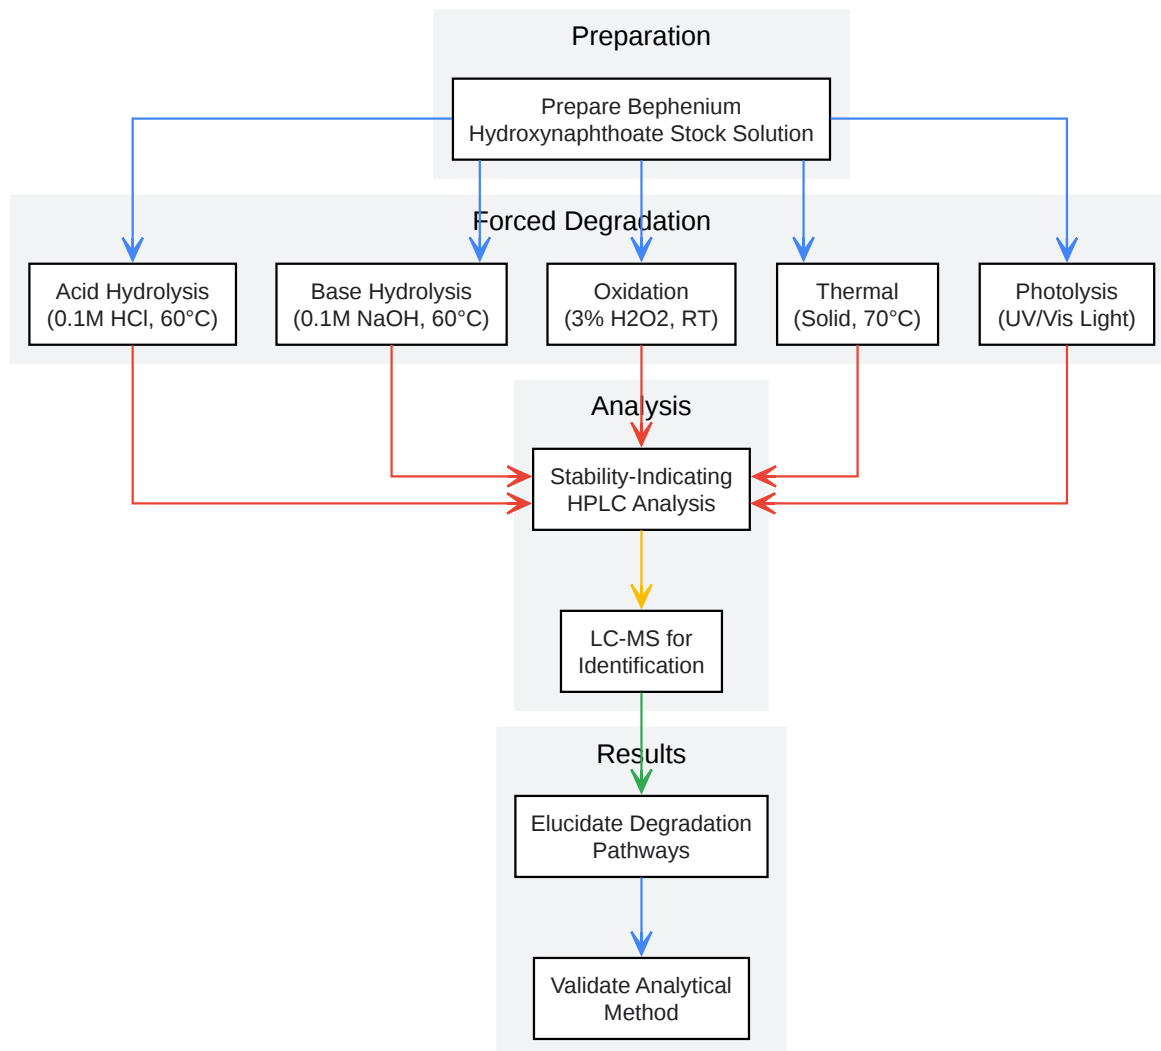 Preparation
Prepare Bephenium
Hydroxynaphthoate Stock Solution
Forced Degradation
Acid Hydrolysis
(0.1M HCl, 60°C)
Base Hydrolysis
(0.1M NaOH, 60°C)
Oxidation
(3% H2O2, RT)
Thermal
(Solid, 70°C)
Photolysis
(UV/Vis Light)
Analysis
Stability-Indicating
HPLC Analysis
LC-MS for
Identification
Results
Elucidate Degradation
Pathways
Validate Analytical
Method